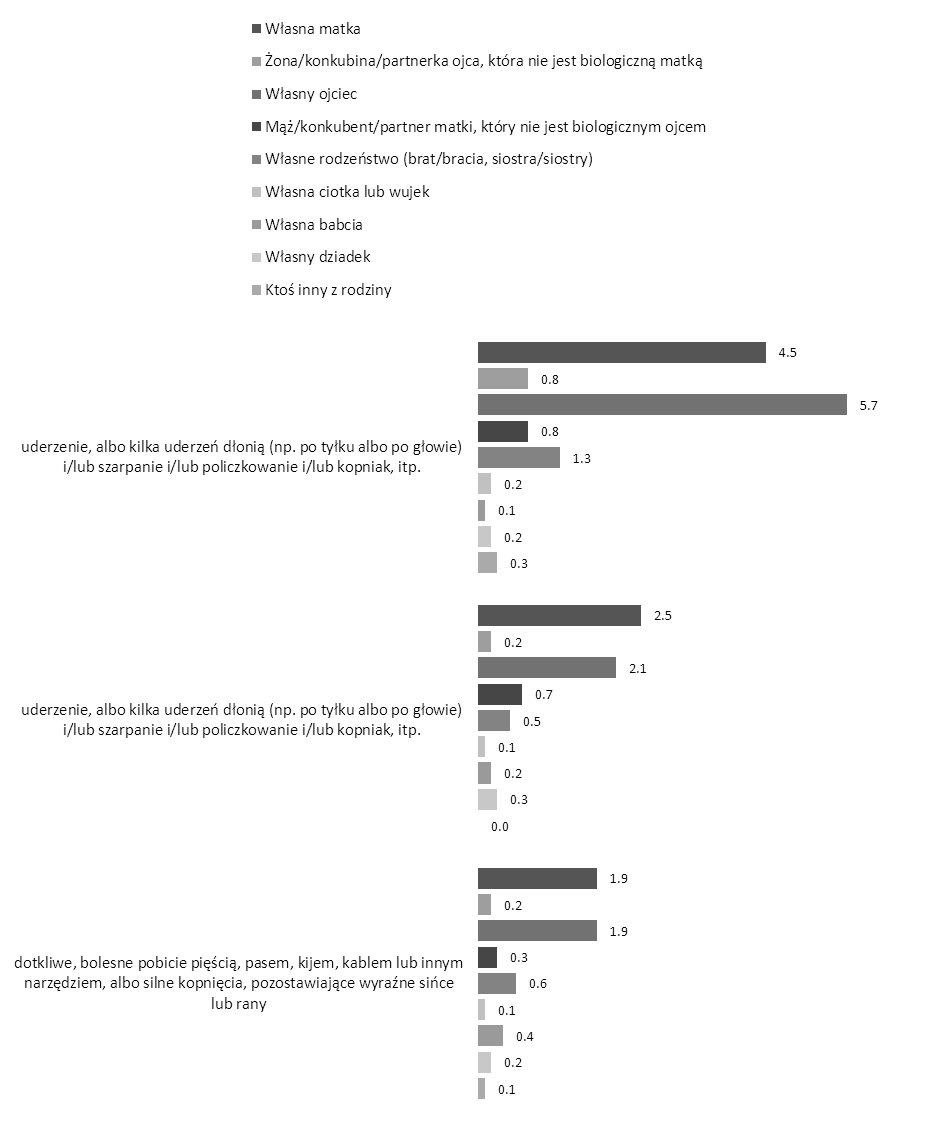 Własna matka
Żona/konkubina/partnerka ojca, która nie jest biologiczną matką
Własny ojciec
Mąż/konkubent/partner matki, który nie jest biologicznym ojcem
Własne rodzeństwo (brat/bracia, siostra/siostry)
Własna ciotka lub wujek
Własna babcia
Własny dziadek
Ktoś inny z rodziny
uderzenie, albo kilka uderzeń dłonią (np. po tyłku albo po głowie)
i/lub szarpanie i/lub policzkowanie i/lub kopniak, itp.
4.5
0.8
5.7
0.8
1.3
0.2
0.1
0.2
0.3
uderzenie, albo kilka uderzeń dłonią (np. po tyłku albo po głowie)
i/lub szarpanie i/lub policzkowanie i/lub kopniak, itp.
2.5
0.2
2.1
0.7
0.5
0.1
0.2
0.3
0.0
dotkliwe, bolesne pobicie pięścią, pasem, kijem, kablem lub innym
narzędziem, albo silne kopnięcia, pozostawiające wyraźne sińce
lub rany
1.9
0.2
1.9
0.3
0.6
0.1
0.4
0.2
0.1